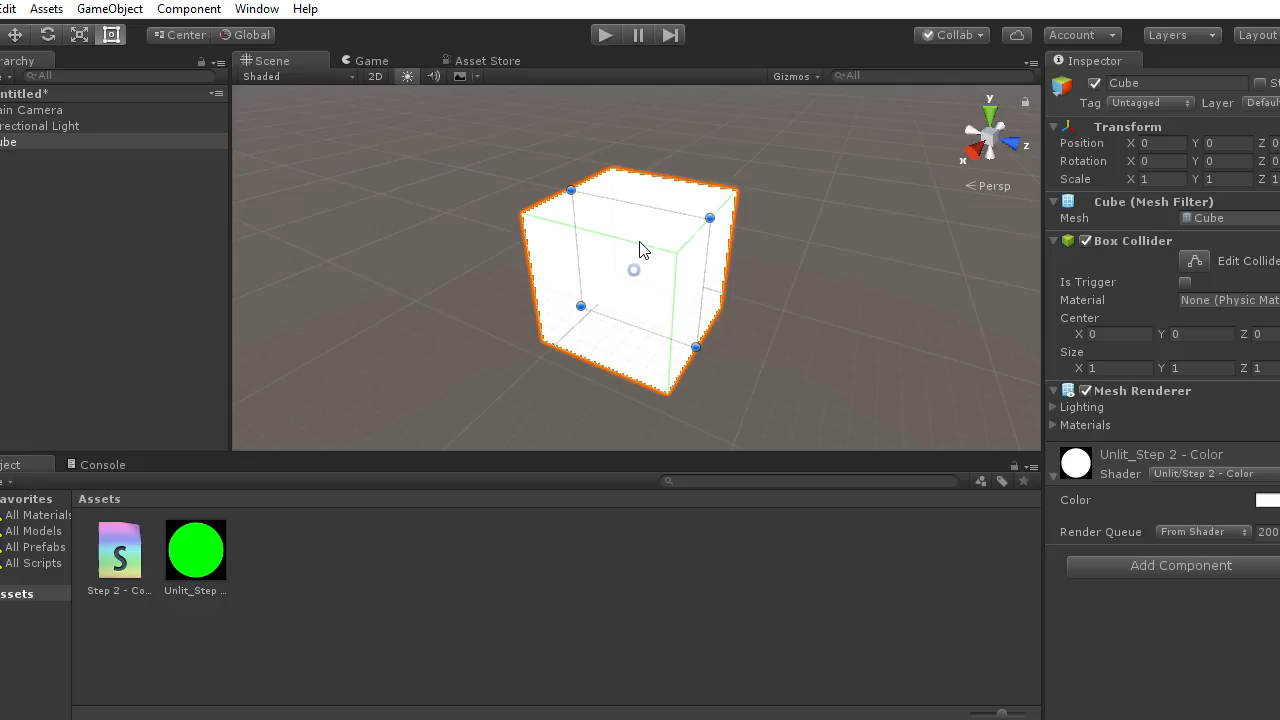 Edit Assets GameObject Component Window Help
Center Global Collab Account Layers Layout
rarchy Scene Game Asset Store Inspector
All Shaded 2D Gizmos All Cube St
Tag Untagged Layer Default
ntitled*
ain Camera
rectional Light
ube
y
x
z
Persp
Transform
Position X 0 Y 0 Z 0
Rotation X 0 Y 0 Z 0
Scale X 1 Y 1 Z 1
Cube (Mesh Filter)
Mesh Cube
Box Collider
Edit Collide
Is Trigger
Material None (Physic Mat
Center
X 0 Y 0 Z 0
Size
X 1 Y 1 Z 1
Mesh Renderer
Lighting
Materials
Unlit_Step 2 - Color
Shader Unlit/Step 2 - Color
Color
Render Queue From Shader 200
Add Component
ject Console
avorites
All Materials
All Models
All Prefabs
All Scripts
ssets
Assets
S
Step 2 - Co...
Unlit_Step ...